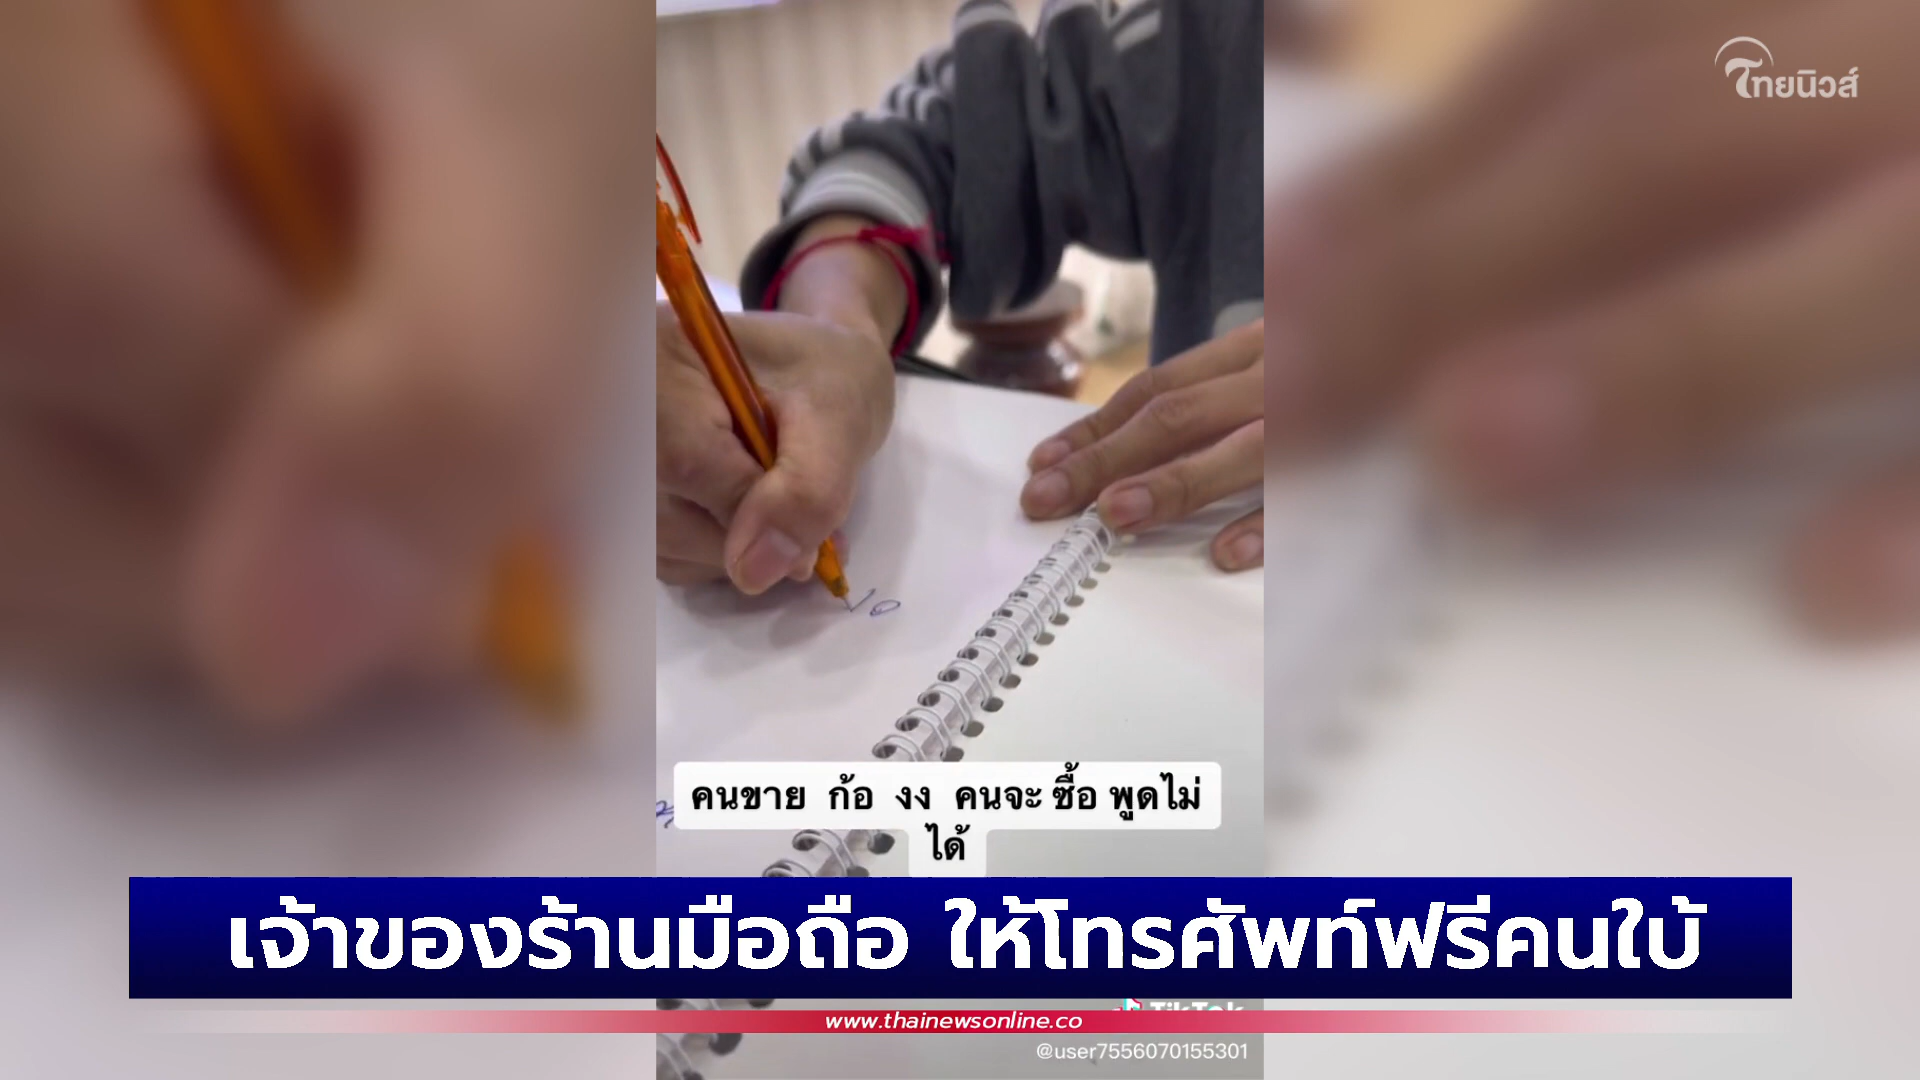 ไทยนิวส์
คนขาย ก้อ งง คนจะ ซื้อ พูดไม่
ได้
เจ้าของร้านมือถือ ให้โทรศัพท์ฟรีคนใบ้
TikTok
www.thainewsonline.co
@user7556070155301